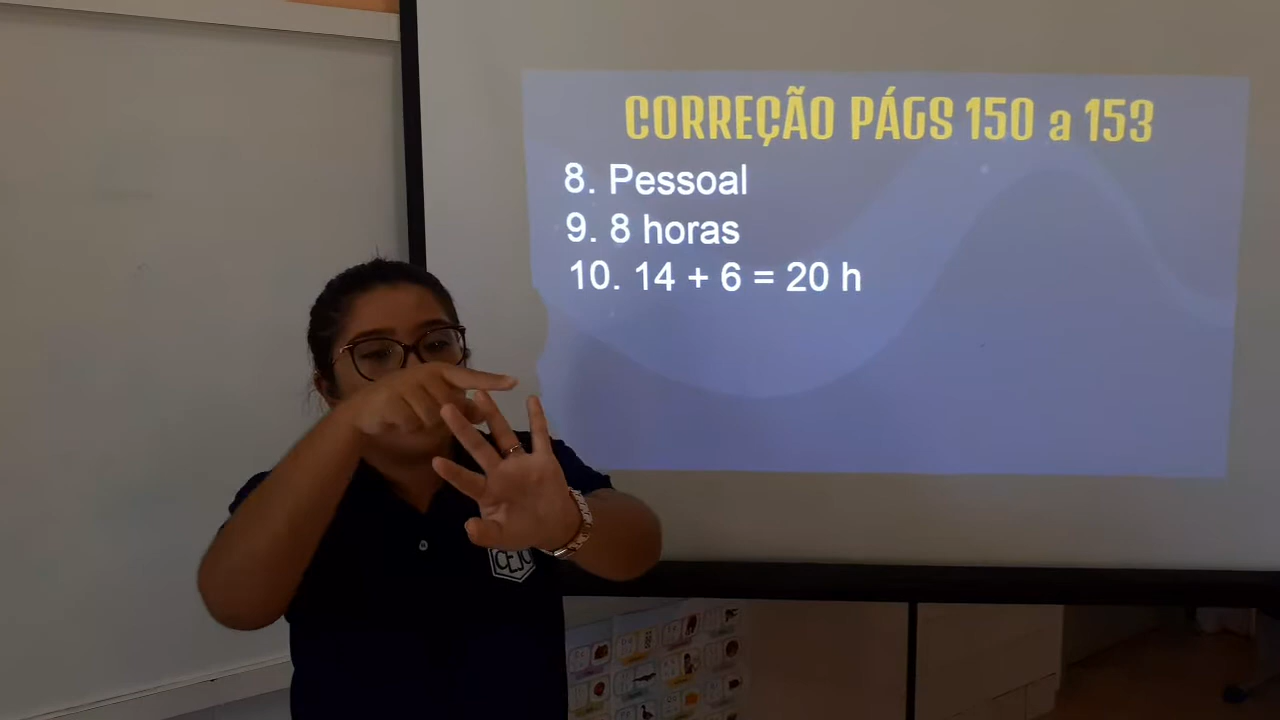 CORREÇÃO PÁGS 150 a 153
8. Pessoal
9. 8 horas
10. 14 + 6 = 20 h